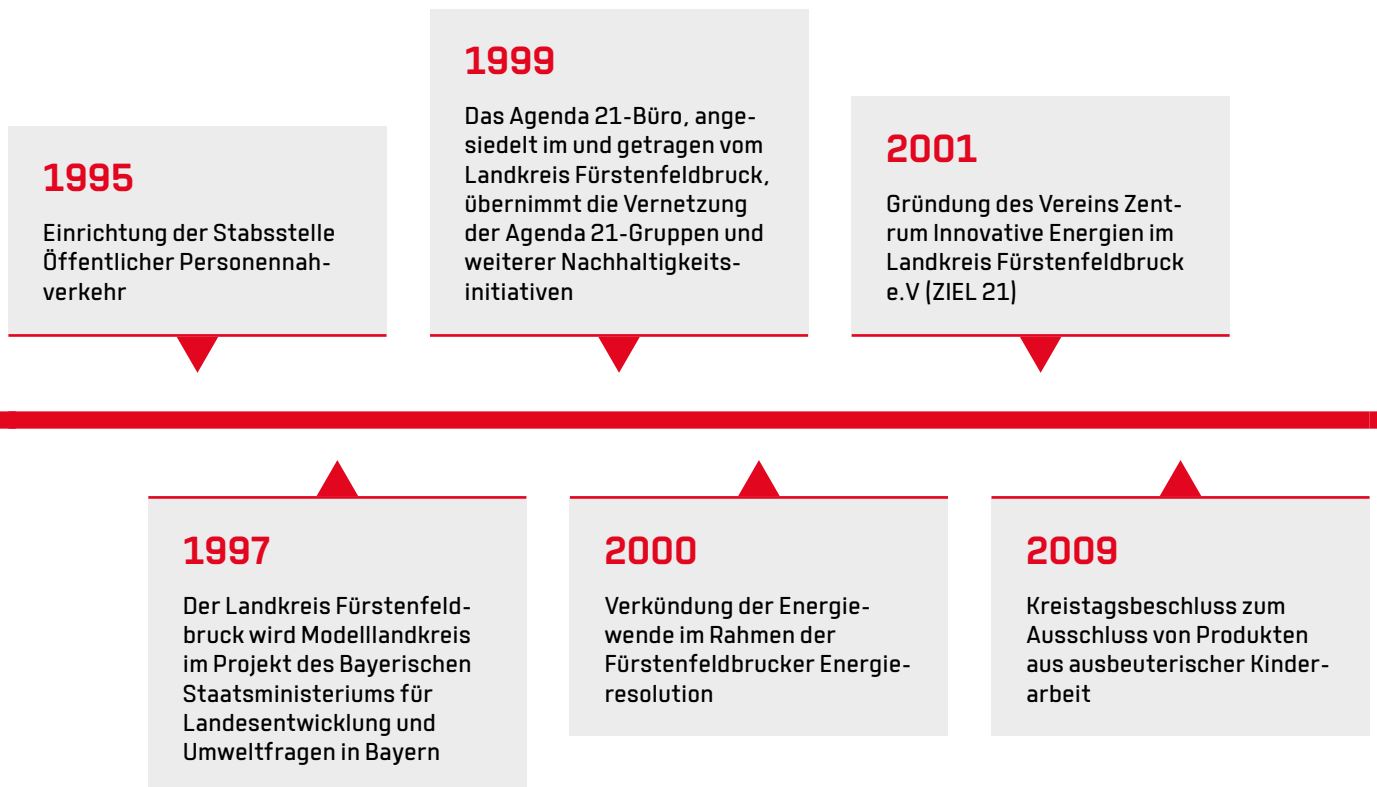 1995
Einrichtung der Stabsstelle
Öffentlicher Personennah-
verkehr
1997
Der Landkreis Fürstenfeld-
bruck wird Modelllandkreis
im Projekt des Bayerischen
Staatsministeriums für
Landesentwicklung und
Umweltfragen in Bayern
1999
Das Agenda 21-Büro, ange-
siedelt im und getragen vom
Landkreis Fürstenfeldbruck,
übernimmt die Vernetzung
der Agenda 21-Gruppen und
weiterer Nachhaltigkeits-
initiativen
2000
Verkündung der Energie-
wende im Rahmen der
Fürstenfeldbrucker Energie-
resolution
2001
Gründung des Vereins Zent-
rum Innovative Energien im
Landkreis Fürstenfeldbruck
e.V (ZIEL 21)
2009
Kreistagsbeschluss zum
Ausschluss von Produkten
aus ausbeuterischer Kinder-
arbeit